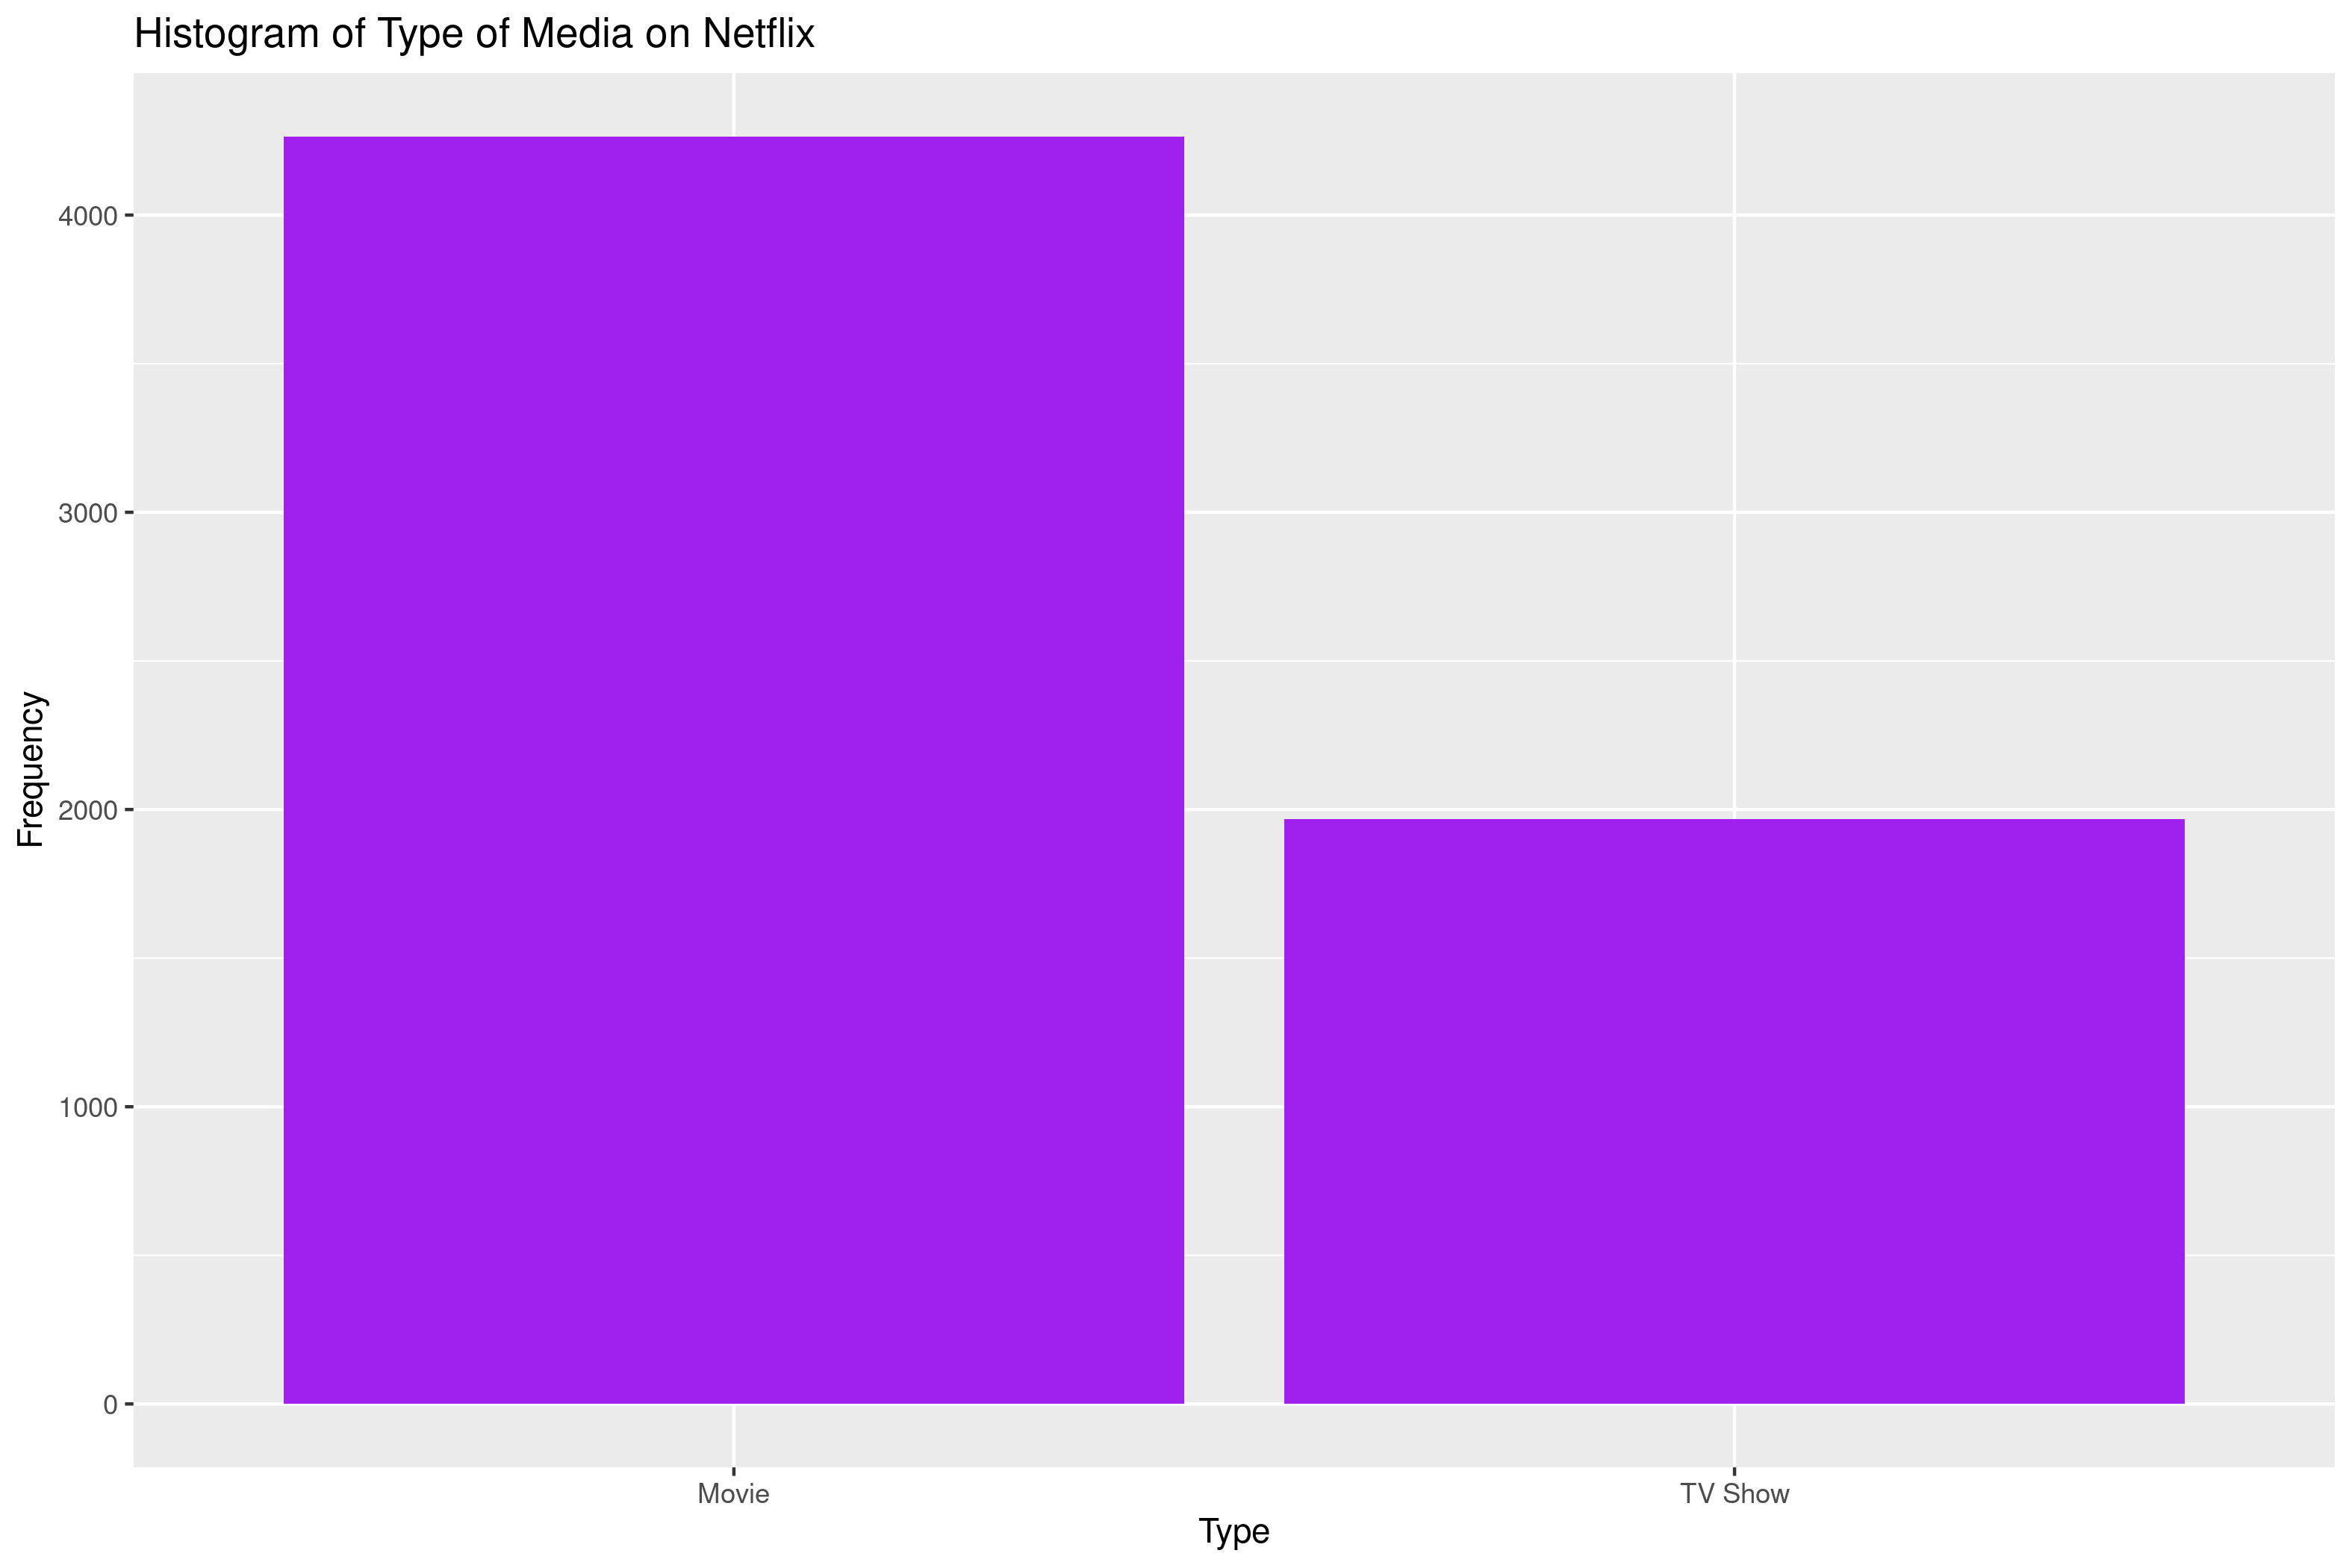 Histogram of Type of Media on Netflix
Frequency
4000
3000
2000
1000
0
Movie
TV Show
Type